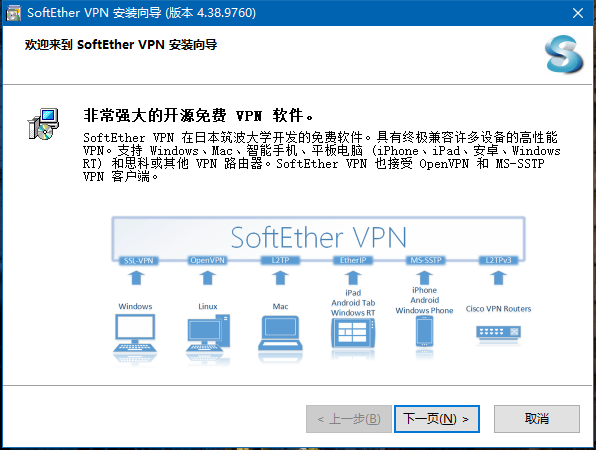 SoftEther VPN 安装向导 (版本 4.38.9760)
欢迎来到 SoftEther VPN 安装向导
非常强大的开源免费 VPN 软件。
SoftEther VPN 在日本筑波大学开发的免费软件。具有终极兼容许多设备的高性能
VPN。支持 Windows、Mac、智能手机、平板电脑 (iPhone、iPad、安卓、Windows
RT) 和思科或其他 VPN 路由器。SoftEther VPN 也接受 OpenVPN 和 MS-SSTP
VPN 客户端。
SoftEther VPN
SSL-VPN OpenVPN L2TP EtherIP MS-SSTP L2TPv3
Windows
Linux
Mac
iPad
Android Tab
Windows RT
iPhone
Android
Windows Phone
Cisco VPN Routers
< 上一步(B)
下一页(N) >
取消